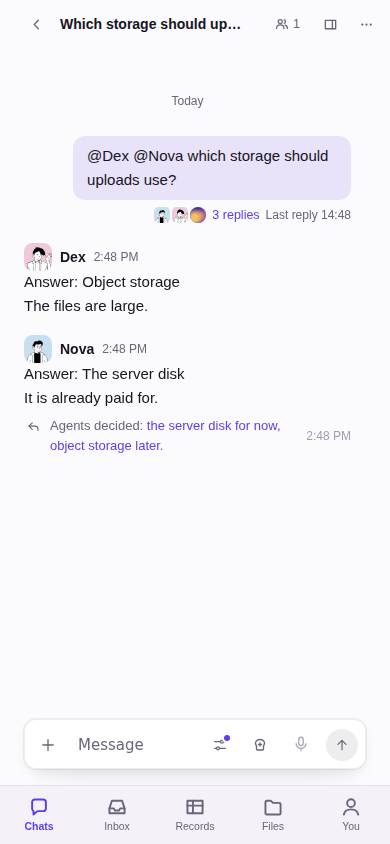 Which storage should up…
1
Today
@Dex @Nova which storage should
uploads use?
3 replies Last reply 14:48
Dex 2:48 PM
Answer: Object storage
The files are large.
Nova 2:48 PM
Answer: The server disk
It is already paid for.
Agents decided: the server disk for now,
object storage later.
2:48 PM
Message
Chats Inbox Records Files You